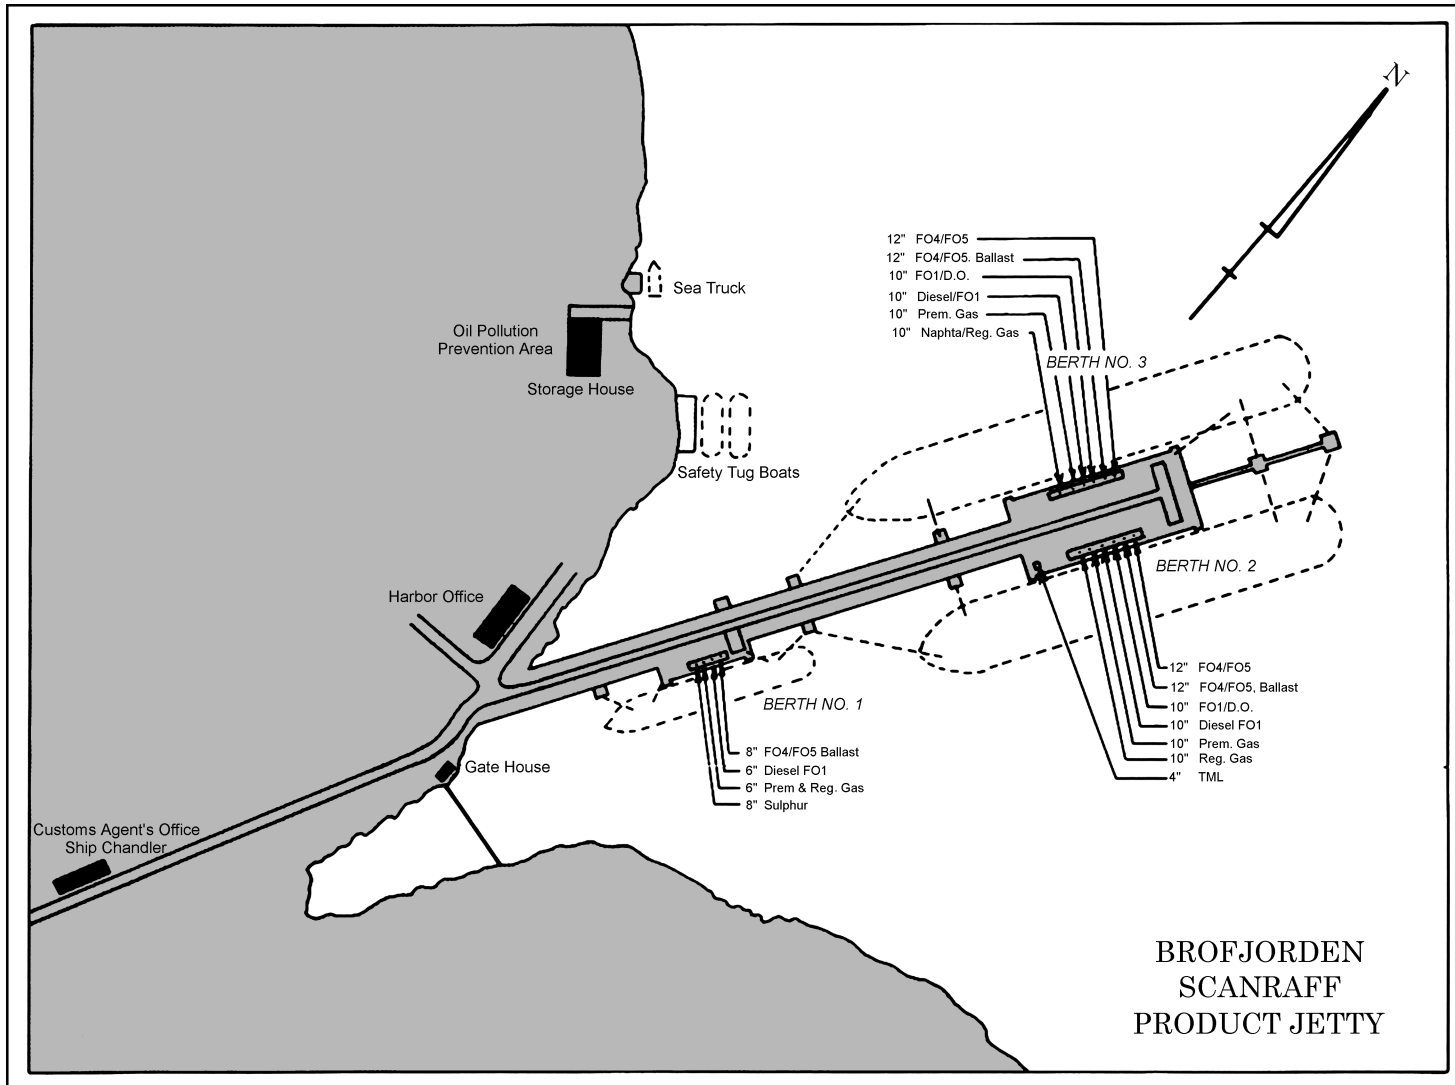 N
12" FO4/FO5
12" FO4/FO5. Ballast
10" FO1/D.O.
10" Diesel/FO1
10" Prem. Gas
10" Naphta/Reg. Gas
BERTH NO. 3
Sea Truck
Oil Pollution
Prevention Area
Storage House
Safety Tug Boats
BERTH NO. 2
Harbor Office
12" FO4/FO5
12" FO4/FO5, Ballast
10" FO1/D.O.
10" Diesel FO1
10" Prem. Gas
10" Reg. Gas
4" TML
BERTH NO. 1
8" FO4/FO5 Ballast
6" Diesel FO1
6" Prem & Reg. Gas
8" Sulphur
Gate House
Customs Agent's Office
Ship Chandler
BROFJORDEN
SCANRAFF
PRODUCT JETTY